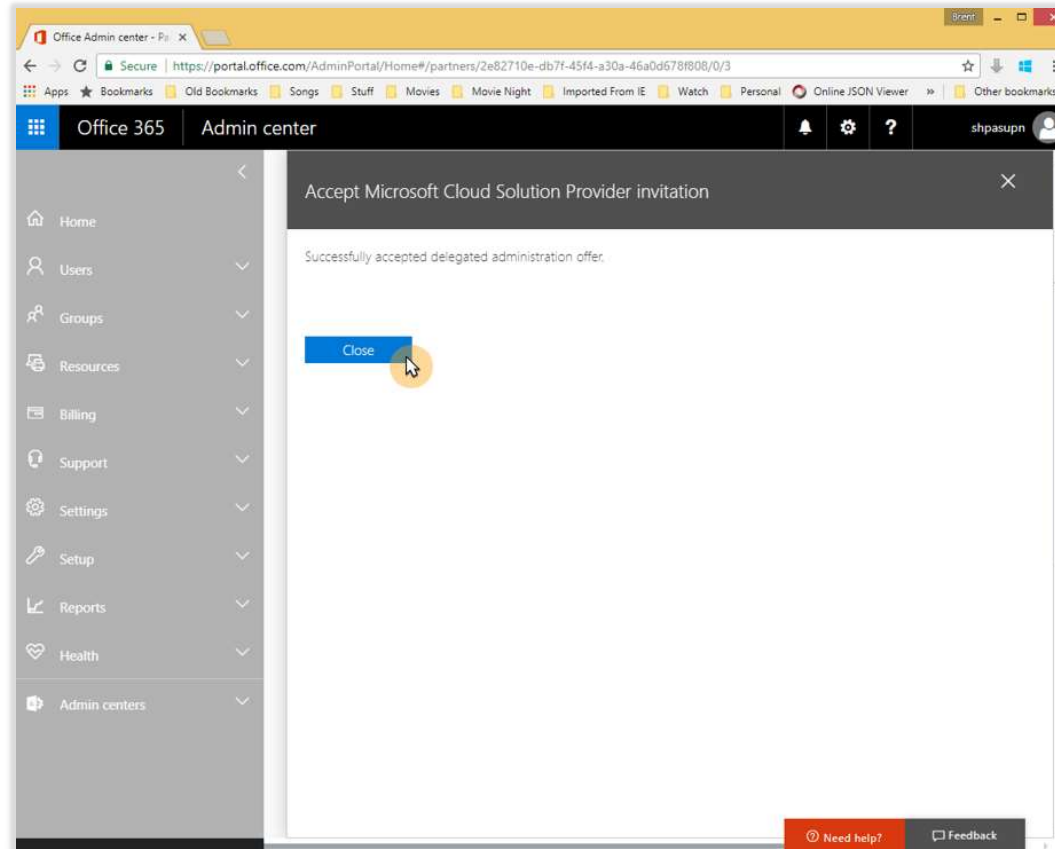 Brent
Office Admin center - Pa
Secure | https://portal.office.com/AdminPortal/Home#/partners/2e82710e-db7f-45f4-a30a-46a0d678f808/0/3
Apps Bookmarks Old Bookmarks Songs Stuff Movies Movie Night Imported From IE Watch Personal Online JSON Viewer » Other bookmarks
Office 365 Admin center ? shpasupn
Accept Microsoft Cloud Solution Provider invitation
Home
Successfully accepted delegated administration offer.
Users
Groups
Close
Resources
Billing
Support
Settings
Setup
Reports
Health
Admin centers
Need help? Feedback